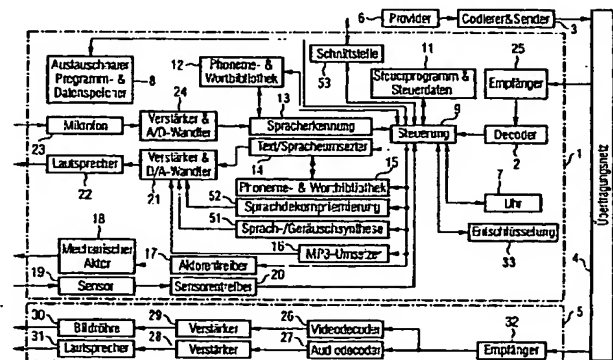 6
Provider
Codierer&Sender
3
Schnittstelle
53
11
Steuerprogramm &
Steuerdaten
25
Empfänger
12
Phoneme- &
Wortbibliothek
Austauschbarer
Programm- &
Datenspeicher
8
24
13
9
Mikrofon
23
Verstärker &
A/D-Wandler
Spracherkennung
Steuerung
Decoder
2
1
Text/Sprachumsetzer
14
15
Lautsprecher
22
Verstärker &
D/A-Wandler
21
Phoneme- & Wortbibliothek
52
Sprachdekomprimierung
51
Sprach-/Geräuschsynthese
7
Uhr
Entschlüsselung
33
18
Mechanischer
Aktor
16
MP3-Umsetzer
17
Aktorentreiber
19
Sensor
20
Sensorentreiber
4
Übertragungsnetz
5
30
Bildröhre
29
Verstärker
26
Videodecoder
32
Empfänger
31
Lautsprecher
28
Verstärker
27
Audiodecoder